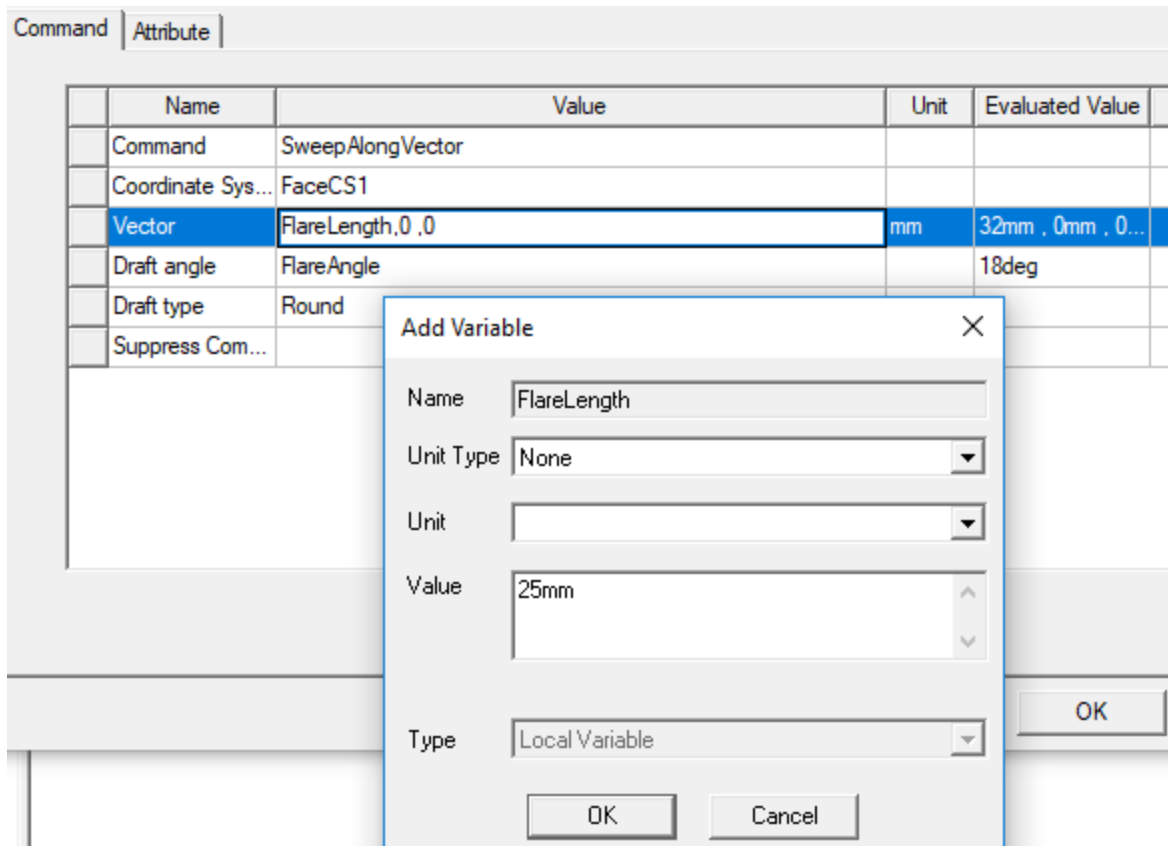 Command Attribute
Name Value Unit Evaluated Value
Command SweepAlongVector
Coordinate Sys... FaceCS1
Vector FlareLength,0 ,0 mm 32mm , 0mm , 0...
Draft angle FlareAngle 18deg
Draft type Round
Suppress Com...
Add Variable
Name FlareLength
Unit Type None
Unit
Value 25mm
OK
Type Local Variable
OK Cancel